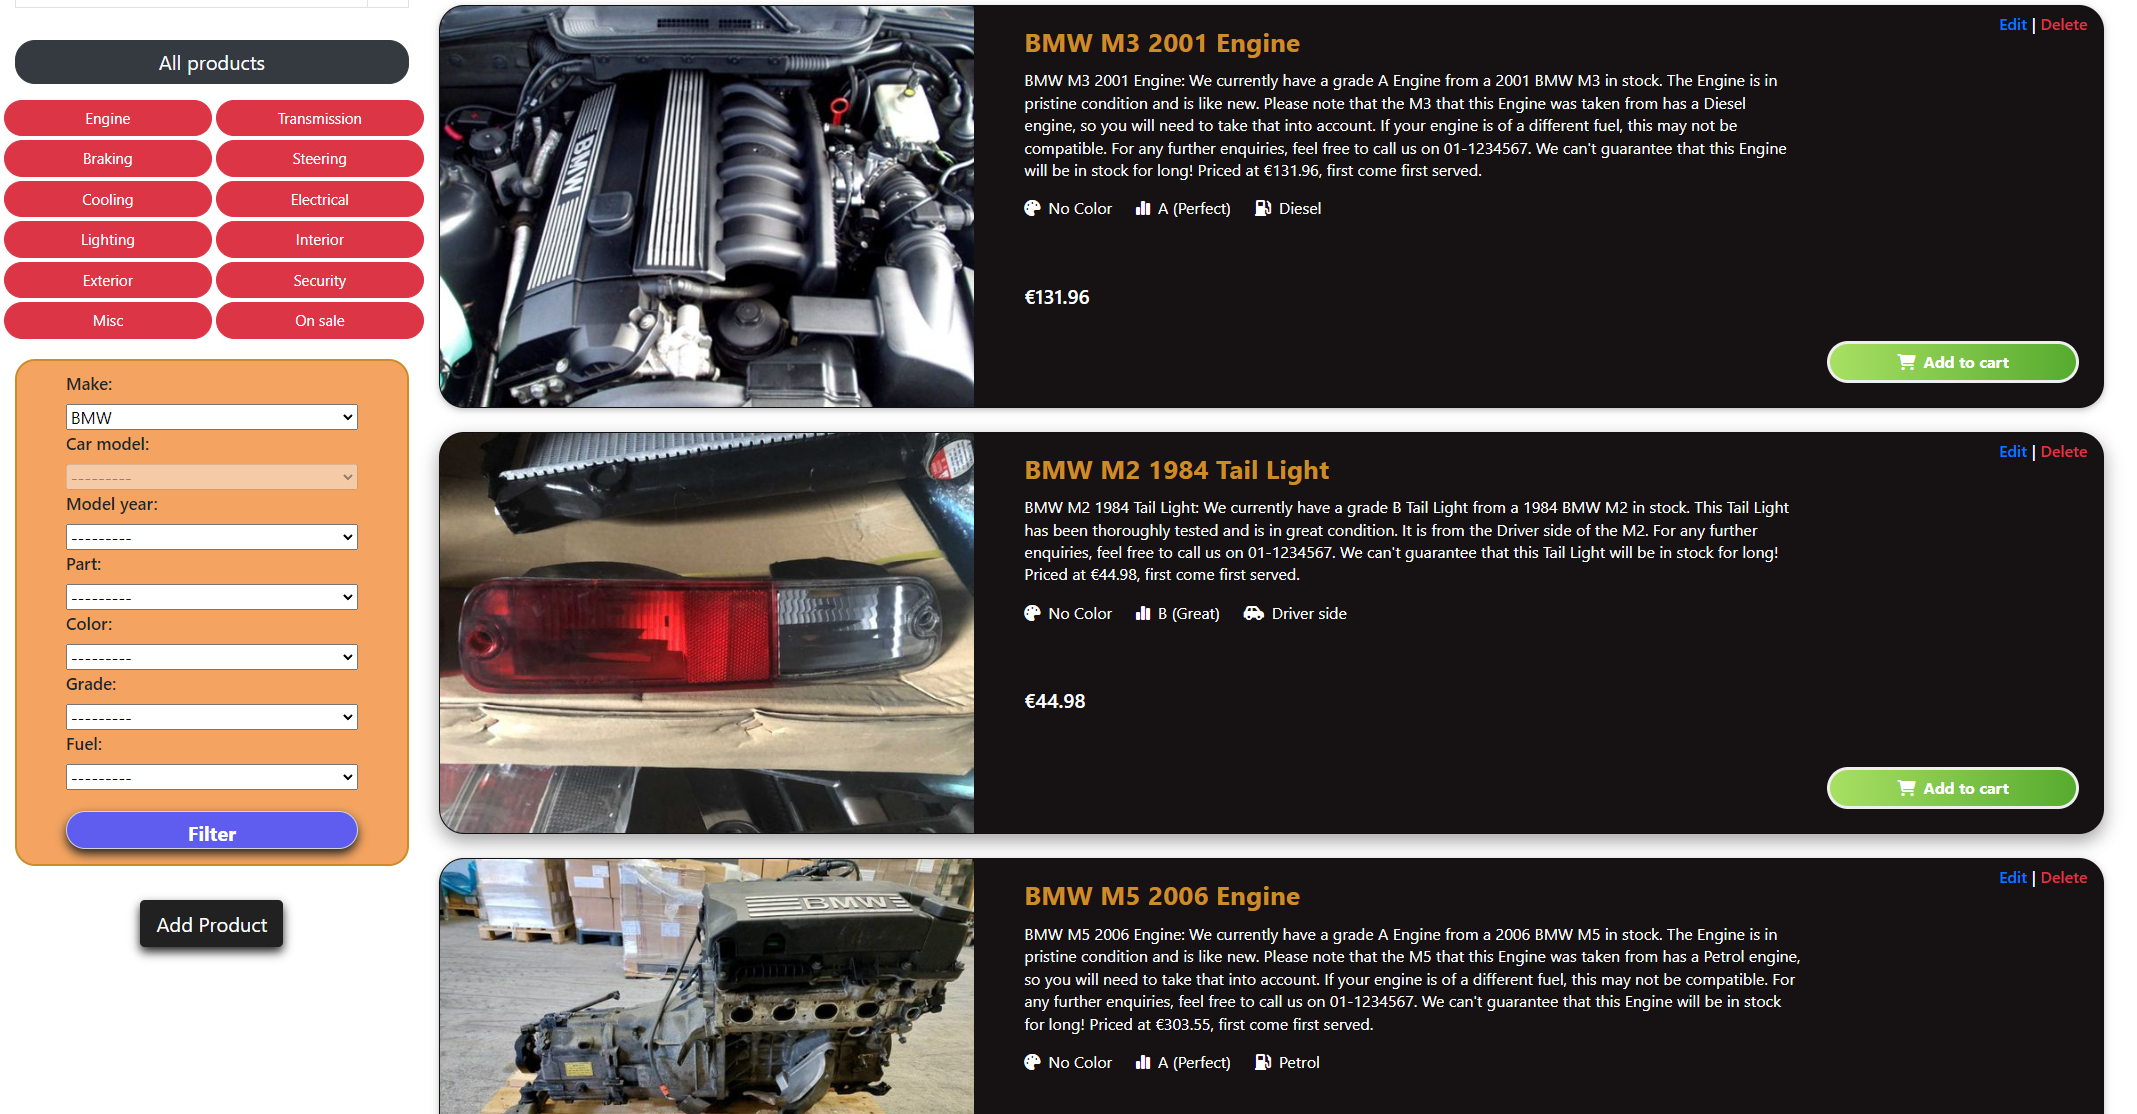 All products
Engine
Transmission
Braking
Steering
Cooling
Electrical
Lighting
Interior
Exterior
Security
Misc
On sale
Make:
BMW
Car model:
---------
Model year:
---------
Part:
---------
Color:
---------
Grade:
---------
Fuel:
---------
Filter
Add Product
BMW
Edit | Delete
BMW M3 2001 Engine
BMW M3 2001 Engine: We currently have a grade A Engine from a 2001 BMW M3 in stock. The Engine is in
pristine condition and is like new. Please note that the M3 that this Engine was taken from has a Diesel
engine, so you will need to take that into account. If your engine is of a different fuel, this may not be
compatible. For any further enquiries, feel free to call us on 01-1234567. We can't guarantee that this Engine
will be in stock for long! Priced at €131.96, first come first served.
No Color A (Perfect) Diesel
€131.96
Add to cart
Edit | Delete
BMW M2 1984 Tail Light
BMW M2 1984 Tail Light: We currently have a grade B Tail Light from a 1984 BMW M2 in stock. This Tail Light
has been thoroughly tested and is in great condition. It is from the Driver side of the M2. For any further
enquiries, feel free to call us on 01-1234567. We can't guarantee that this Tail Light will be in stock for long!
Priced at €44.98, first come first served.
No Color B (Great) Driver side
€44.98
Add to cart
BMW
Edit | Delete
BMW M5 2006 Engine
BMW M5 2006 Engine: We currently have a grade A Engine from a 2006 BMW M5 in stock. The Engine is in
pristine condition and is like new. Please note that the M5 that this Engine was taken from has a Petrol engine,
so you will need to take that into account. If your engine is of a different fuel, this may not be compatible. For
any further enquiries, feel free to call us on 01-1234567. We can't guarantee that this Engine will be in stock
for long! Priced at €303.55, first come first served.
No Color A (Perfect) Petrol